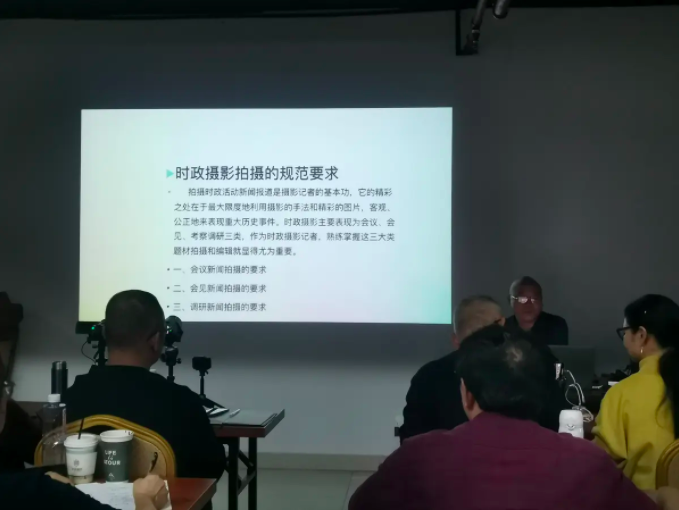 时政摄影拍摄的规范要求
拍摄时政活动新闻报道是摄影记者的基本功，它的精彩
之处在于最大限度地利用摄影的手法和精彩的图片，客观、
公正地来表现重大历史事件。时政摄影主要表现为会议、会
见、考察调研三类，作为时政摄影记者，熟练掌握这三大类
题材拍摄和编辑就显得尤为重要。
一、会议新闻拍摄的要求
二、会见新闻拍摄的要求
三、调研新闻拍摄的要求
LIFE
YOUR